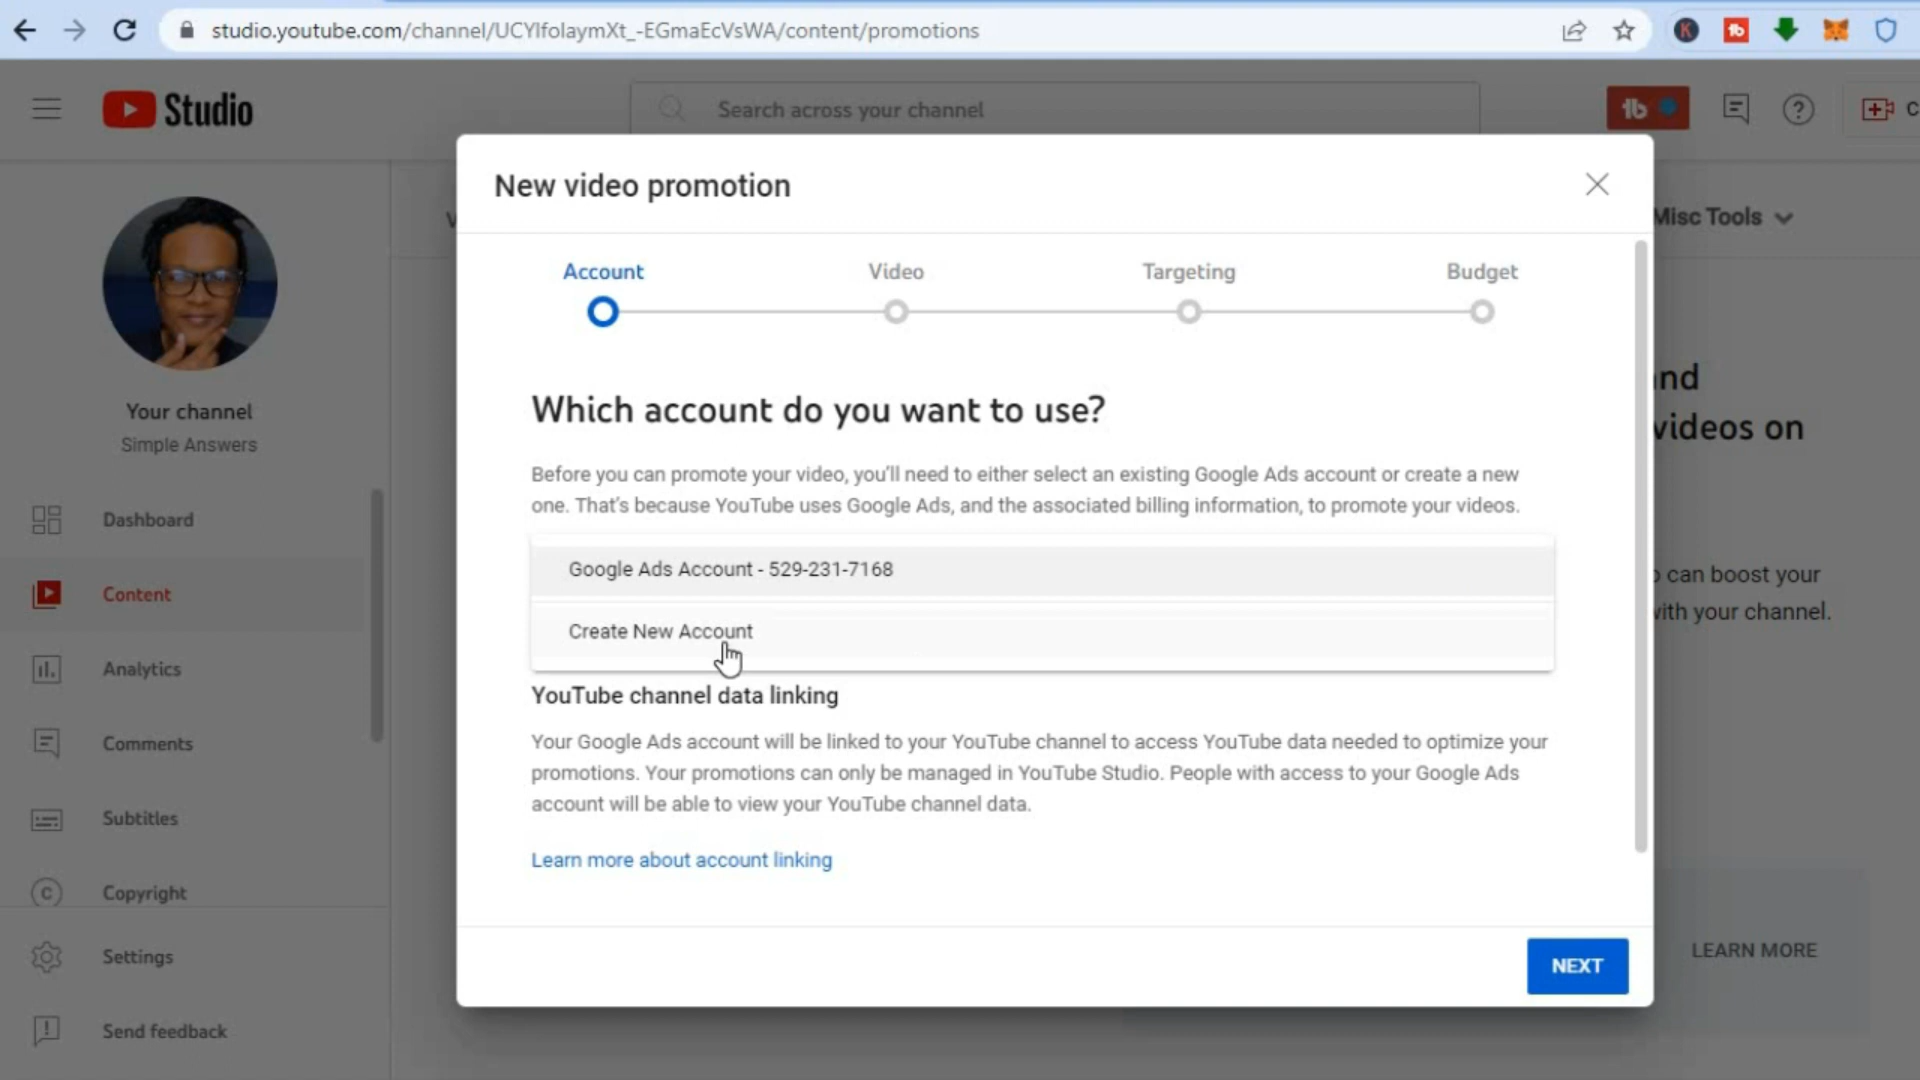 studio.youtube.com/channel/UCYlfolaymXt_-EGmaEcVsWA/content/promotions
Studio
Search across your channel
New video promotion
Misc Tools
Account
Video
Targeting
Budget
Your channel
Simple Answers
Which account do you want to use?
Before you can promote your video, you'll need to either select an existing Google Ads account or create a new
one. That's because YouTube uses Google Ads, and the associated billing information, to promote your videos.
Google Ads Account - 529-231-7168
Create New Account
YouTube channel data linking
Your Google Ads account will be linked to your YouTube channel to access YouTube data needed to optimize your
promotions. Your promotions can only be managed in YouTube Studio. People with access to your Google Ads
account will be able to view your YouTube channel data.
Learn more about account linking
NEXT
Dashboard
Content
Analytics
Comments
Subtitles
Copyright
Settings
Send feedback
videos on
can boost your
with your channel.
LEARN MORE